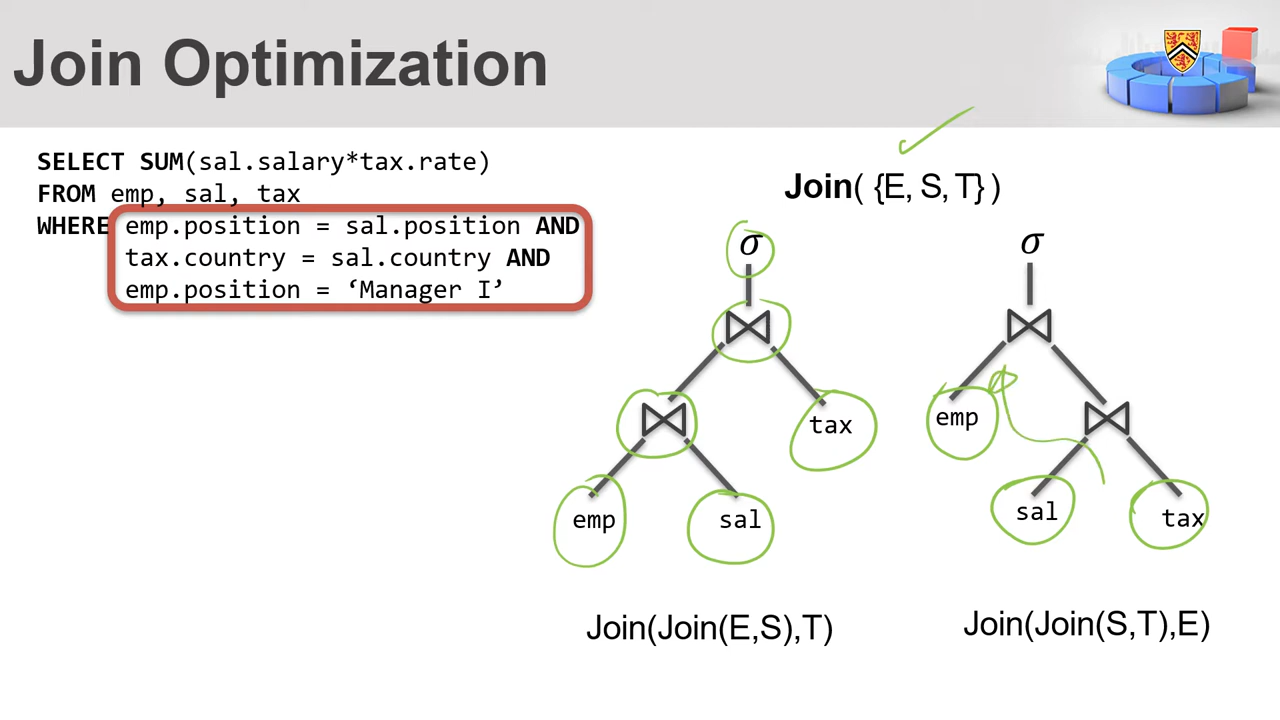 Join Optimization
SELECT SUM(sal.salary*tax.rate)
FROM emp, sal, tax
WHERE emp.position = sal.position AND
tax.country = sal.country AND
emp.position = ‘Manager I’
Join( {E, S, T} )
σ
σ
⋈
⋈
⋈
tax
emp
⋈
emp
sal
sal
tax
Join(Join(E,S),T)
Join(Join(S,T),E)